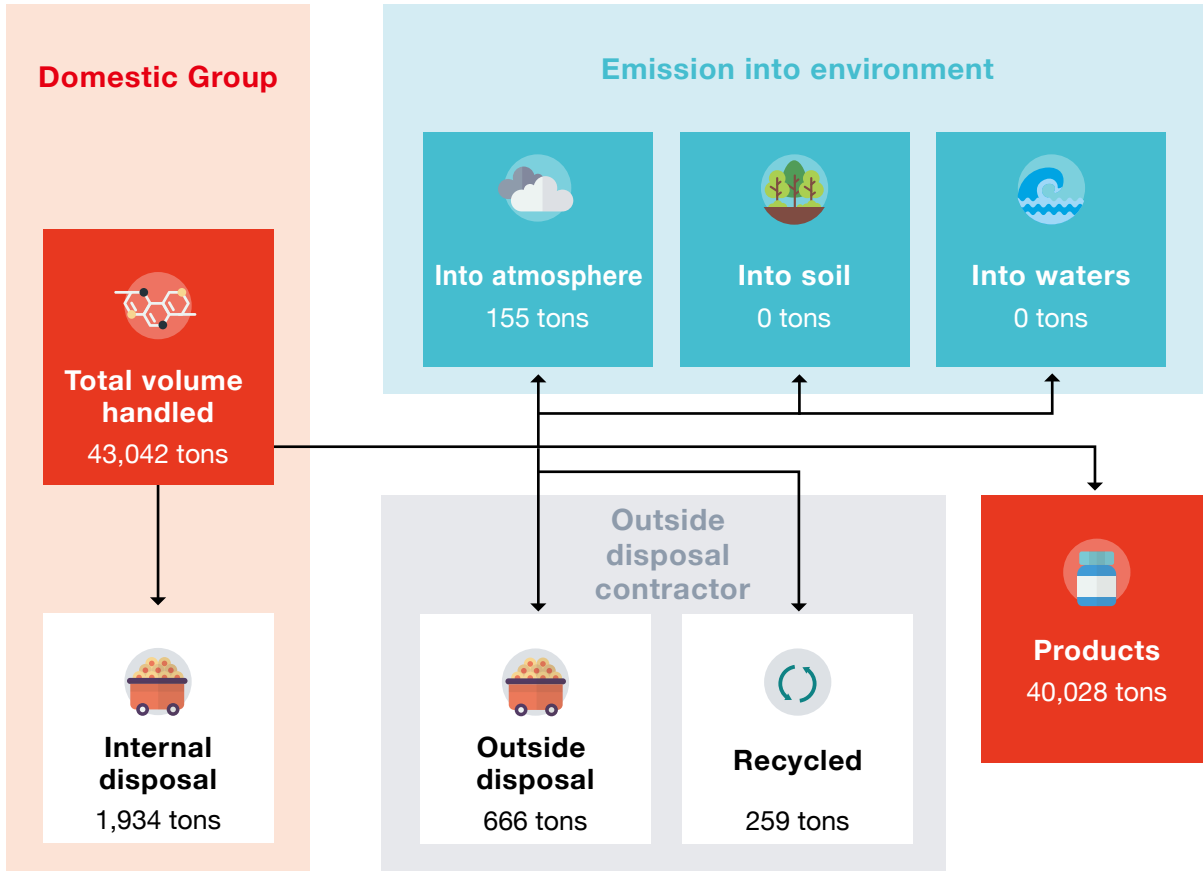 Domestic Group
Total volume
handled
43,042 tons
Internal
disposal
1,934 tons
Emission into environment
Into atmosphere
155 tons
Into soil
0 tons
Into waters
0 tons
Outside
disposal
contractor
Outside
disposal
666 tons
Recycled
259 tons
Products
40,028 tons